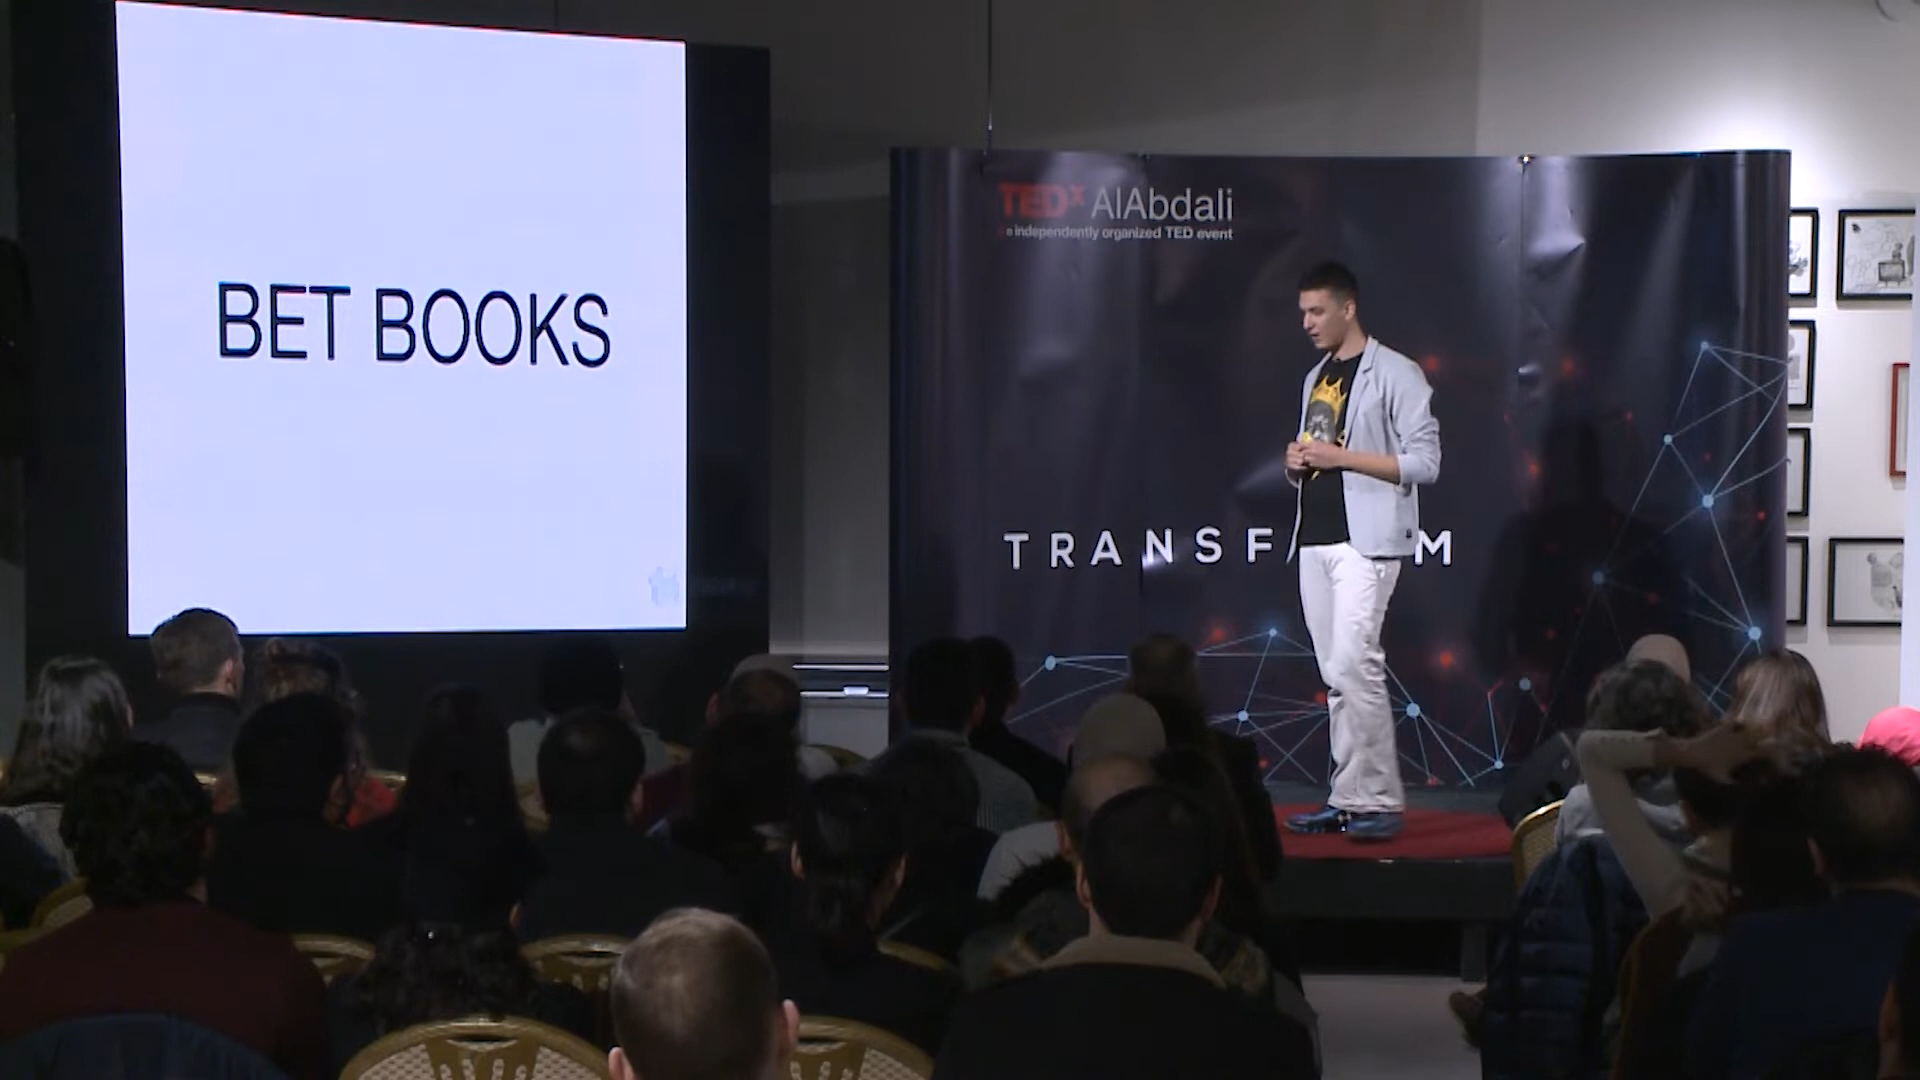 BET BOOKS
TEDx AlAbdali
independently organized TED event
TRANSF M